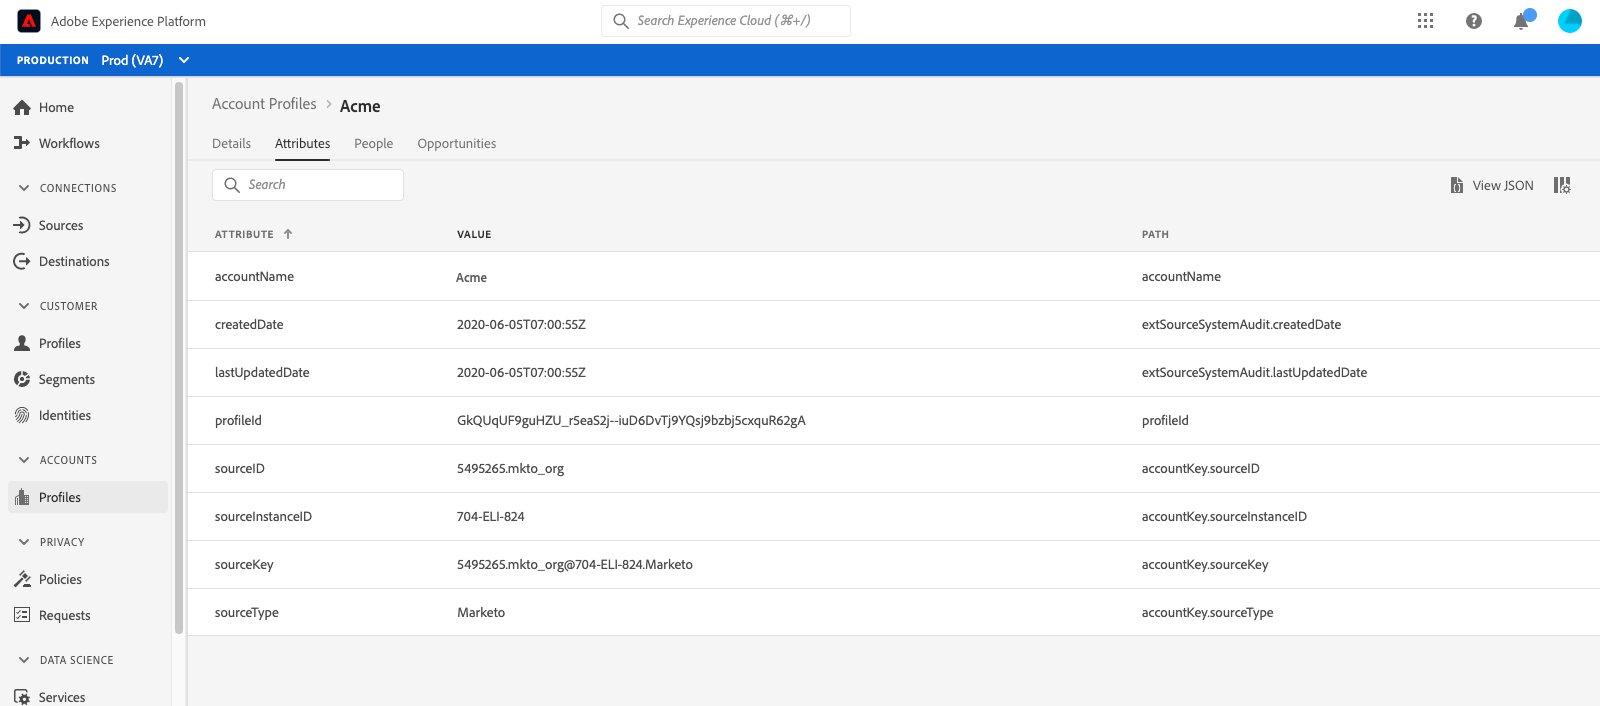 Adobe Experience Platform
Search Experience Cloud (⌘+/)
PRODUCTION Prod (VA7)
Home
Workflows
CONNECTIONS
Sources
Destinations
CUSTOMER
Profiles
Segments
Identities
ACCOUNTS
Profiles
PRIVACY
Policies
Requests
DATA SCIENCE
Services
Account Profiles > Acme
Details Attributes People Opportunities
Search
View JSON
ATTRIBUTE ↑ VALUE PATH
accountName Acme accountName
createdDate 2020-06-05T07:00:55Z extSourceSystemAudit.createdDate
lastUpdatedDate 2020-06-05T07:00:55Z extSourceSystemAudit.lastUpdatedDate
profileId GkQUqUF9guHZU_r5eaS2j--iuD6DvTj9YQsj9bzbj5cxquR62gA profileId
sourceID 5495265.mkto_org accountKey.sourceID
sourceInstanceID 704-ELI-824 accountKey.sourceInstanceID
sourceKey 5495265.mkto_org@704-ELI-824.Marketo accountKey.sourceKey
sourceType Marketo accountKey.sourceType